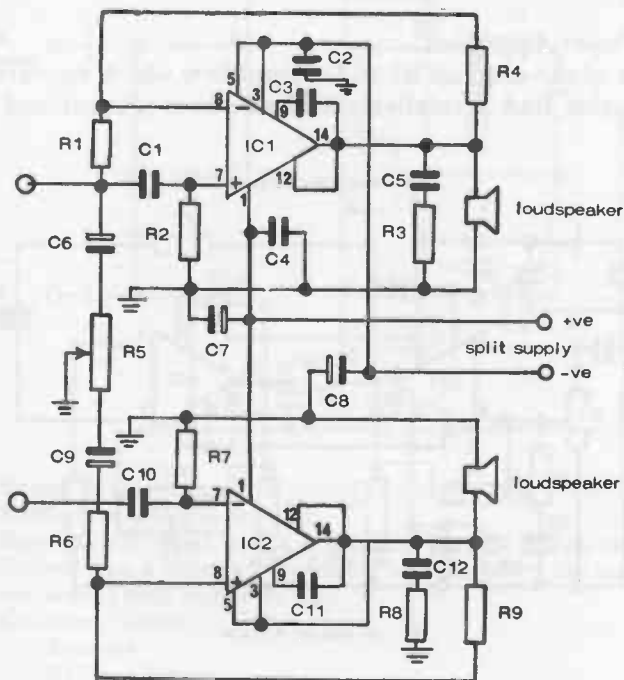 R4
C2
5
3
C3
8
−
9
R1
C1
IC1
14
7
+
12
1
C5
loudspeaker
C6
R2
C4
R3
+ve
C7
split supply
R5
−ve
C8
C9
R7
C10
loudspeaker
7
−
1
12
14
R6
IC2
9
C12
8
+
5
3
C11
R8
R9